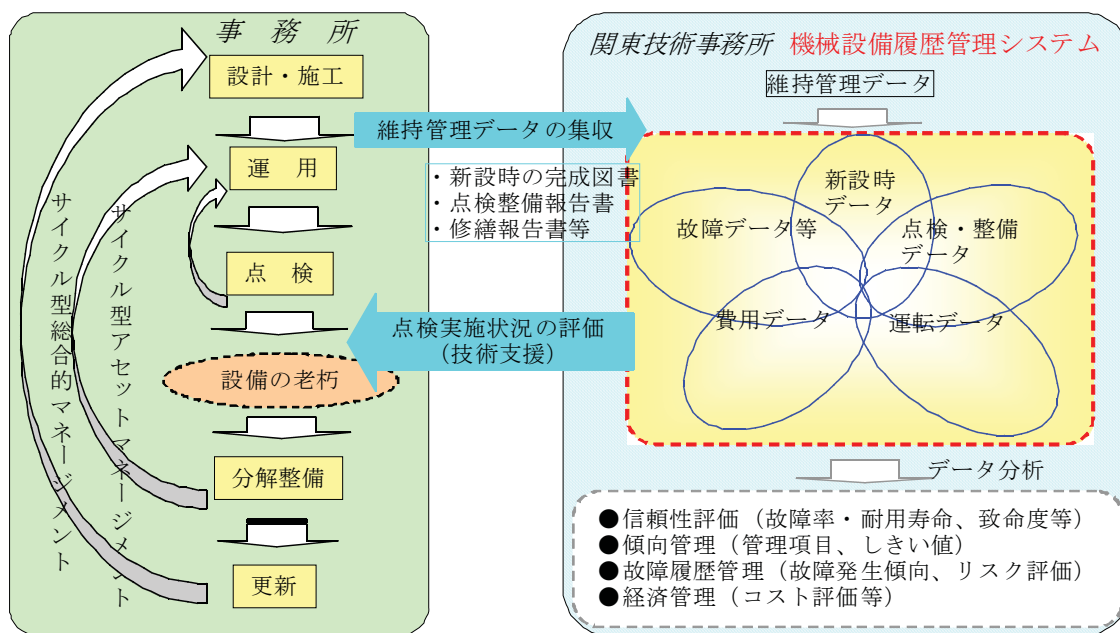 事 務 所
設計・施工
運 用
点 検
設備の老朽
分解整備
更新
サイクル型総合的マネージメント
サイクル型アセットマネージメント
維持管理データの集収
・新設時の完成図書
・点検整備報告書
・修繕報告書等
点検実施状況の評価
（技術支援）
関東技術事務所 機械設備履歴管理システム
維持管理データ
新設時
データ
故障データ等
点検・整備
データ
費用データ
運転データ
データ分析
●信頼性評価（故障率・耐用寿命、致命度等）
●傾向管理（管理項目、しきい値）
●故障履歴管理（故障発生傾向、リスク評価）
●経済管理（コスト評価等）